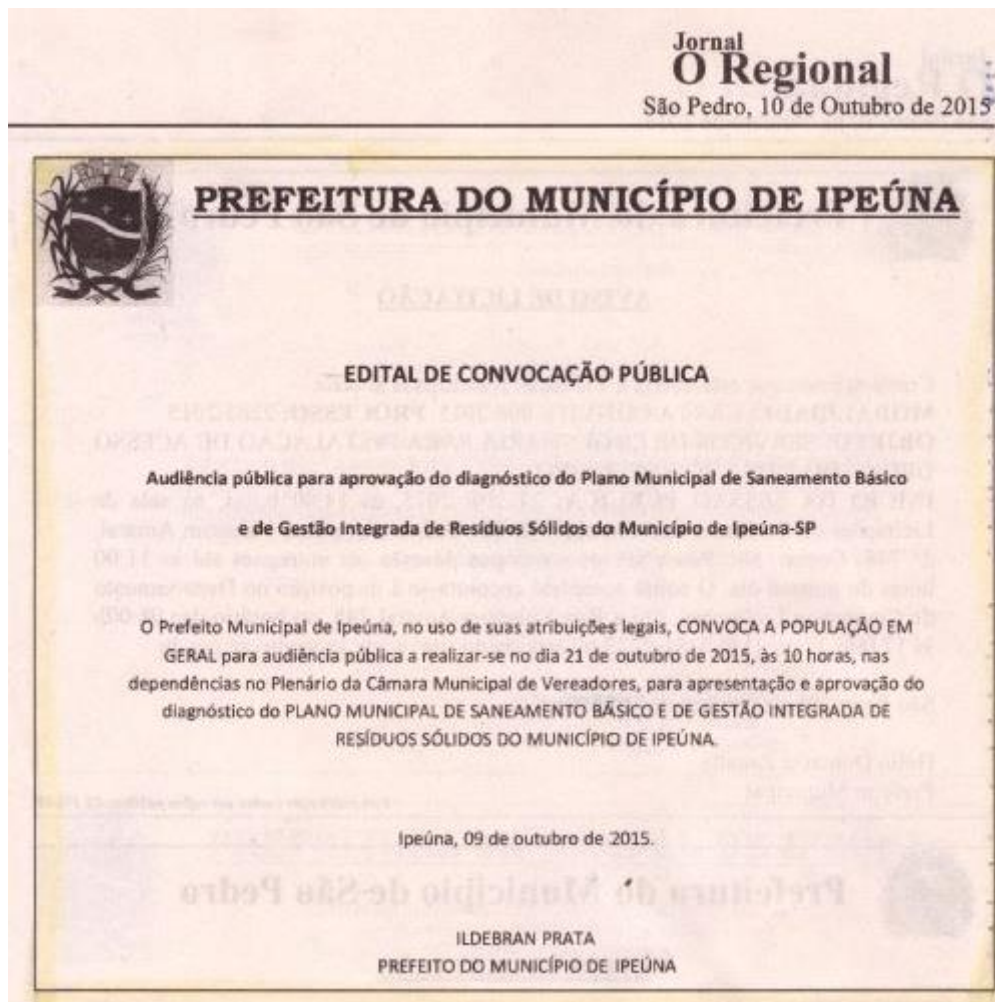 Jornal
O Regional
São Pedro, 10 de Outubro de 2015
PREFEITURA DO MUNICÍPIO DE IPEÚNA
EDITAL DE CONVOCAÇÃO PÚBLICA
Audiência pública para aprovação do diagnóstico do Plano Municipal de Saneamento Básico
e de Gestão Integrada de Resíduos Sólidos do Município de Ipeúna-SP
O Prefeito Municipal de Ipeúna, no uso de suas atribuições legais, CONVOCA A POPULAÇÃO EM
GERAL para audiência pública a realizar-se no dia 21 de outubro de 2015, às 10 horas, nas
dependências no Plenário da Câmara Municipal de Vereadores, para apresentação e aprovação do
diagnóstico do PLANO MUNICIPAL DE SANEAMENTO BÁSICO E DE GESTÃO INTEGRADA DE
RESÍDUOS SÓLIDOS DO MUNICÍPIO DE IPEÚNA.
Ipeúna, 09 de outubro de 2015.
ILDEBRAN PRATA
PREFEITO DO MUNICÍPIO DE IPEÚNA